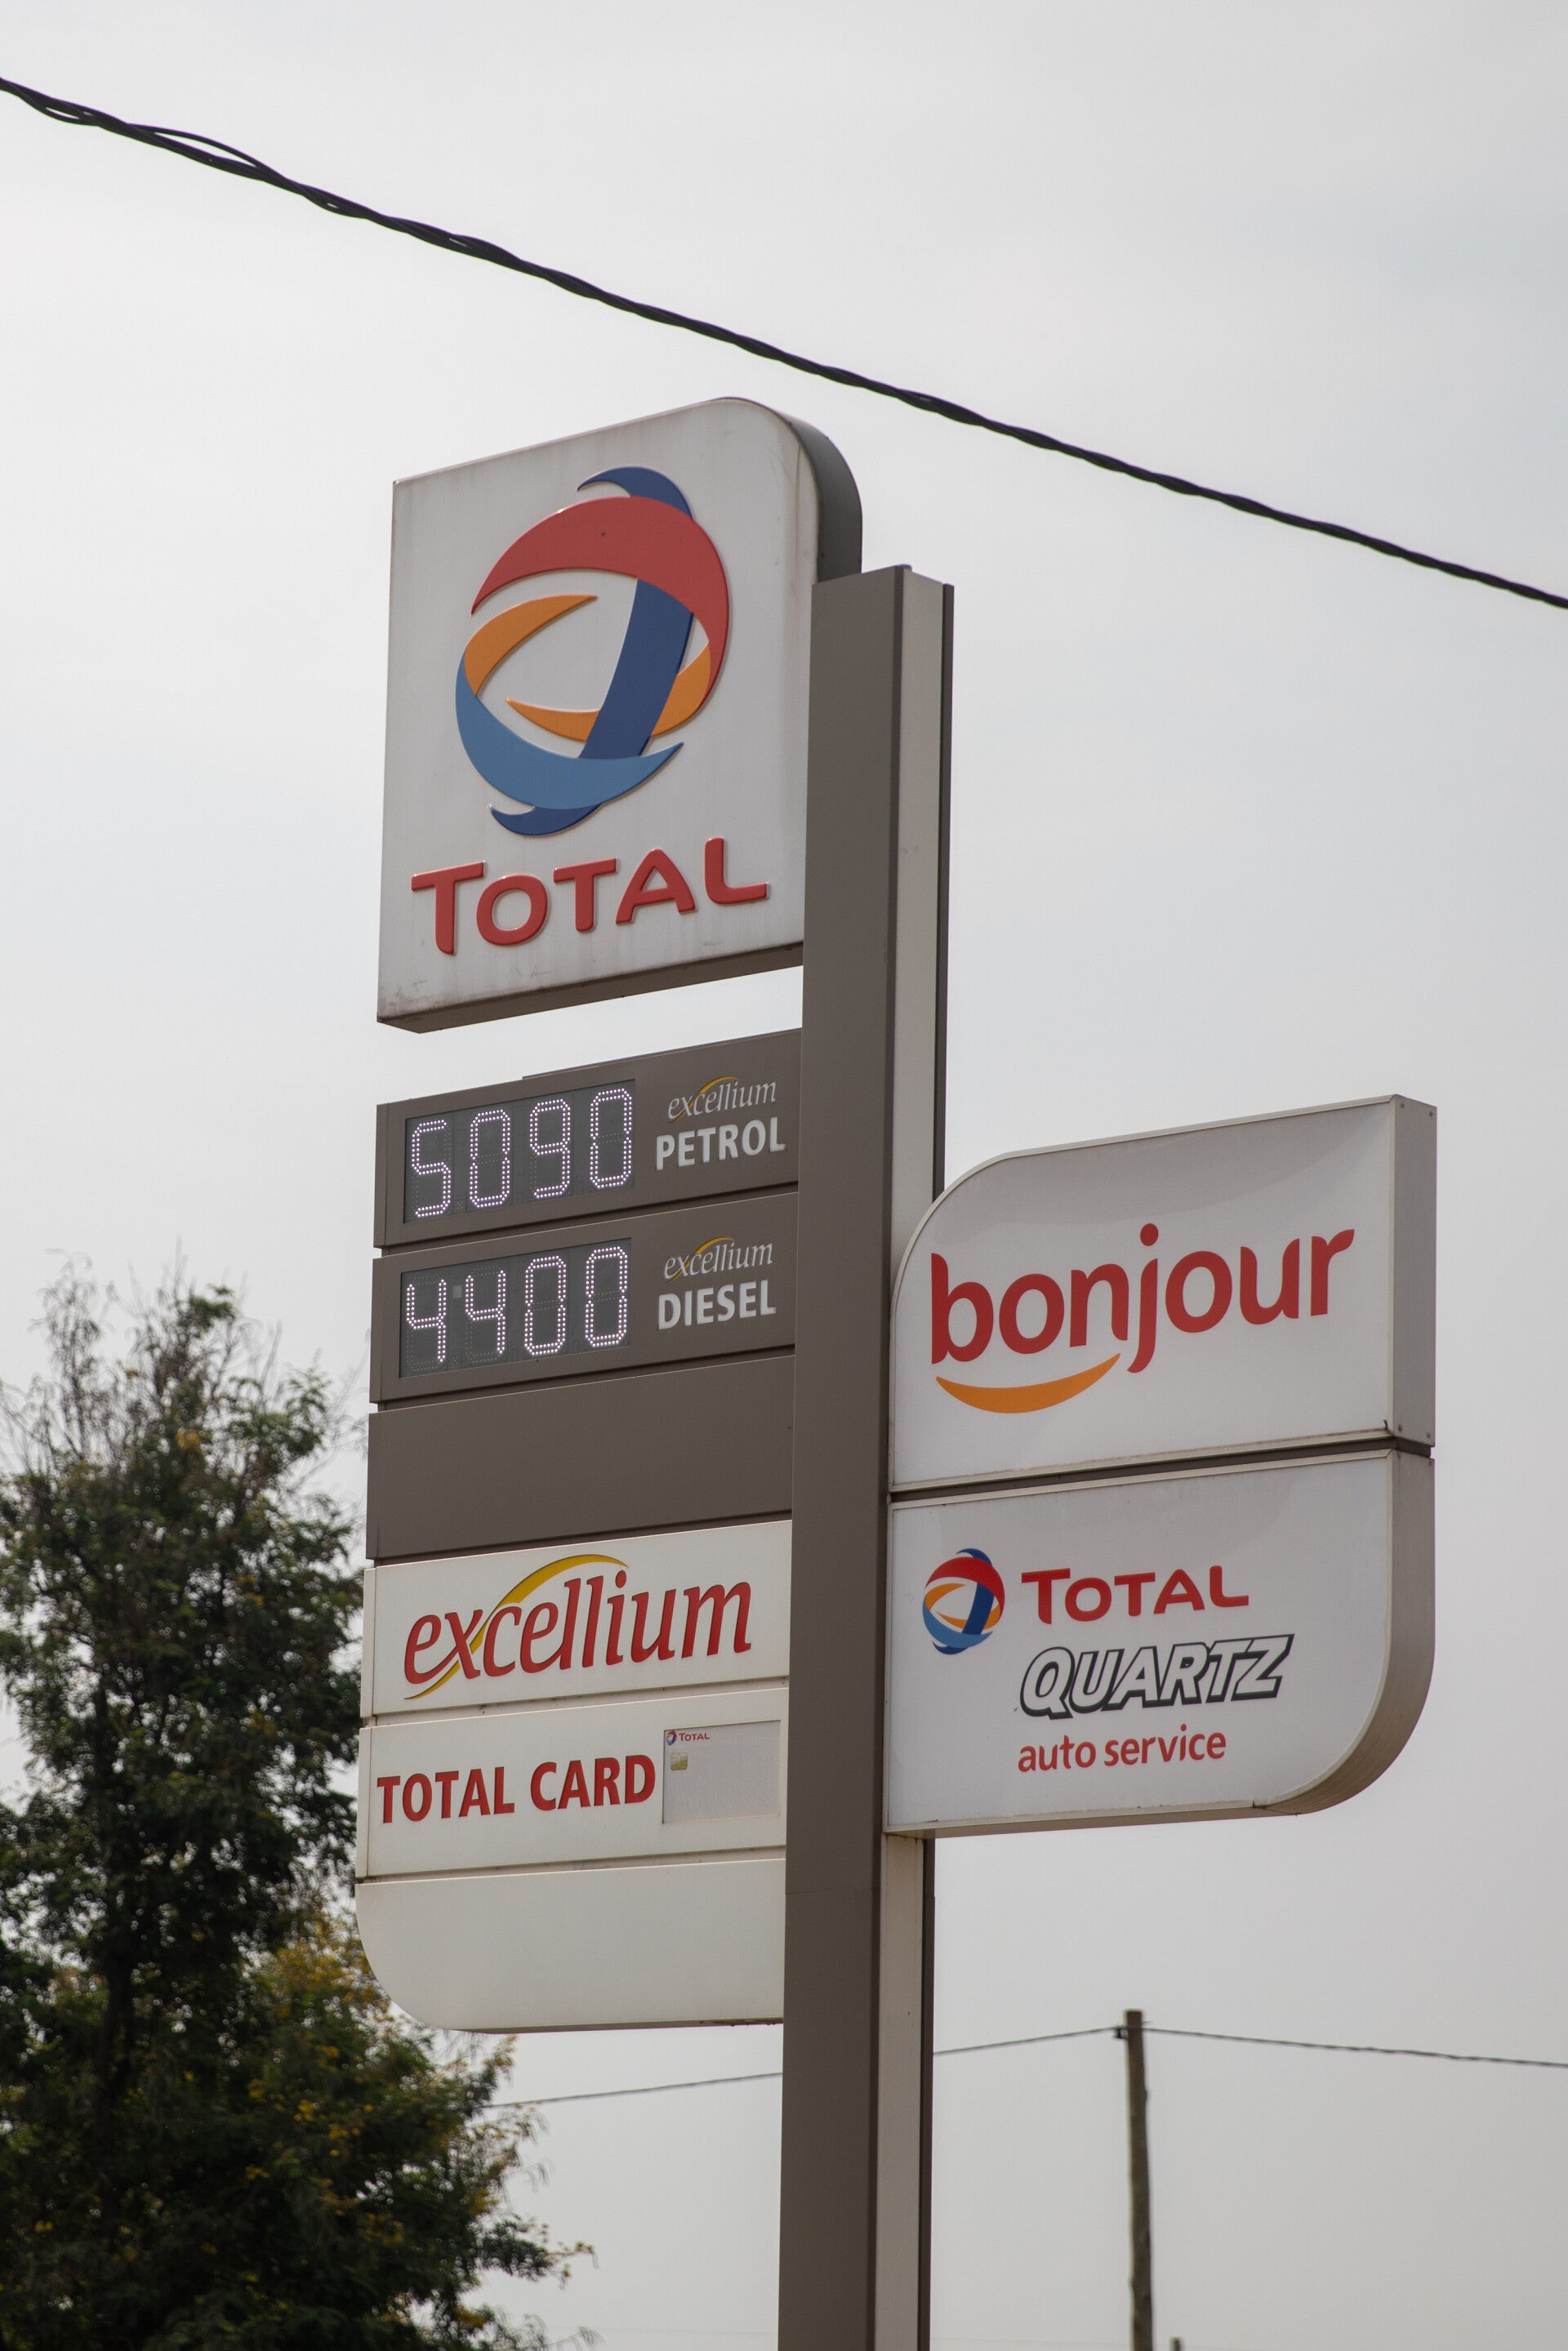 TOTAL
5090 excellium
PETROL
4400 excellium
DIESEL
excellium
TOTAL CARD
TOTAL
bonjour
TOTAL
QUARTZ
auto service